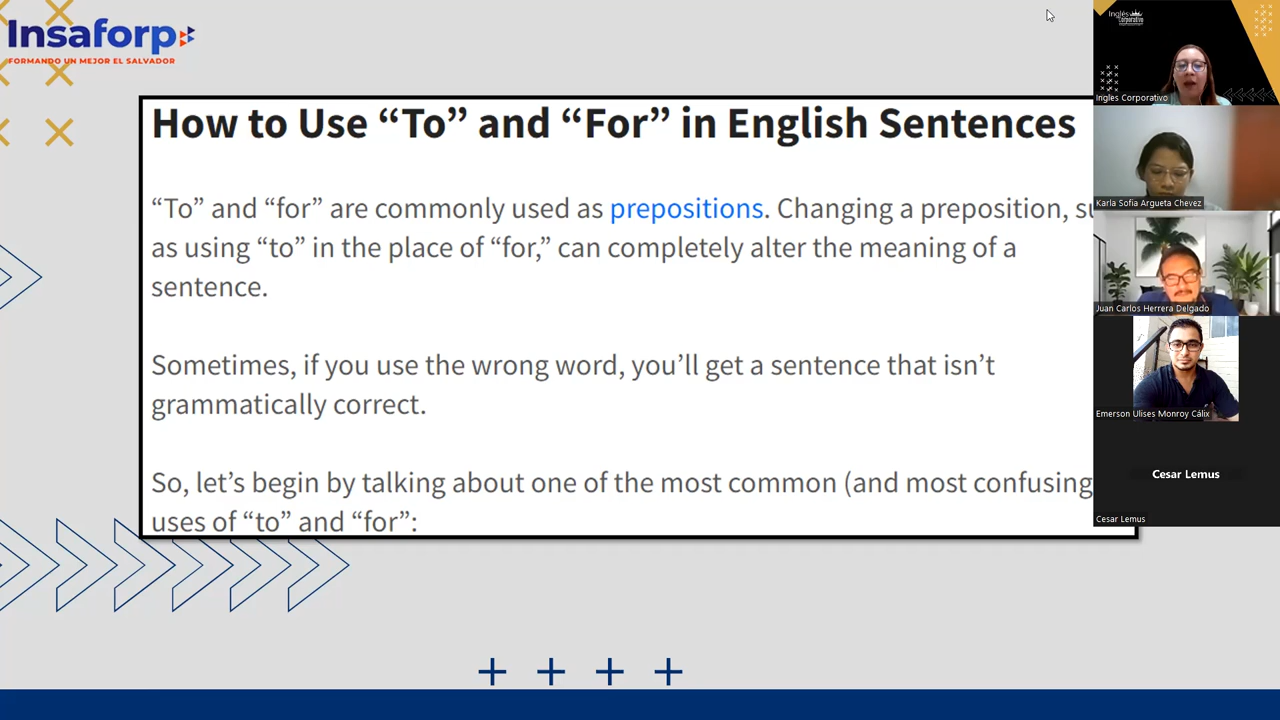 Insaforp
FORMANDO UN MEJOR EL SALVADOR
How to Use “To” and “For” in English Sentences
“To” and “for” are commonly used as prepositions. Changing a preposition, su
as using “to” in the place of “for,” can completely alter the meaning of a
sentence.
Sometimes, if you use the wrong word, you’ll get a sentence that isn’t
grammatically correct.
So, let’s begin by talking about one of the most common (and most confusing
uses of “to” and “for”:
Inglés
Corporativo
Ingles Corporativo
Karla Sofia Argueta Chevez
Juan Carlos Herrera Delgado
Emerson Ulises Monroy Cálix
Cesar Lemus
Cesar Lemus